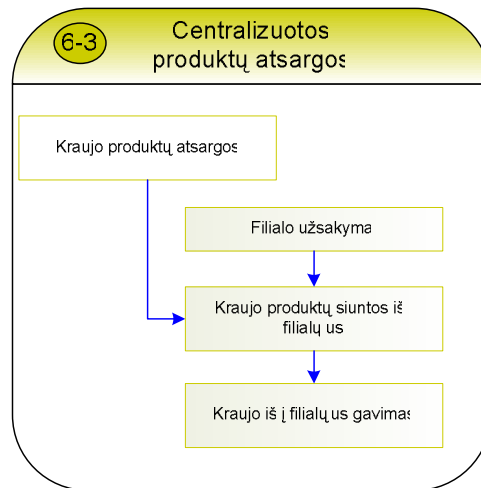 6-3
Centralizuotos
produktų atsargos
Kraujo produktų atsargos
Filialo užsakyma
Kraujo produktų siuntos iš
filialų us
Kraujo iš į filialų us gavimas